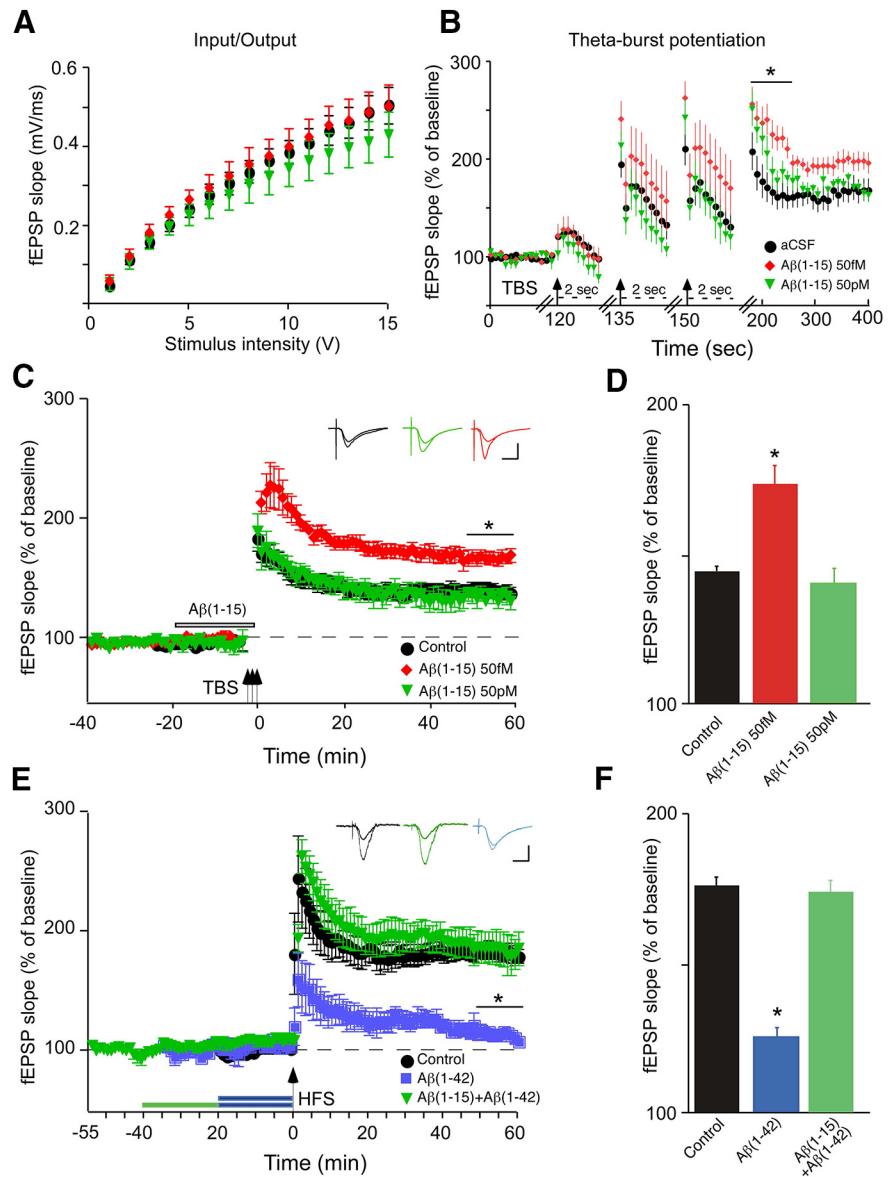 A
Input/Output
fEPSP slope (mV/ms)
0.6
0.4
0.2
0
5
10
15
Stimulus intensity (V)
B
Theta-burst potentiation
fEPSP slope (% of baseline)
300
200
100
*
aCSF
Aβ(1-15) 50fM
Aβ(1-15) 50pM
TBS
2 sec
2 sec
2 sec
0
120
135
150
200
300
400
Time (sec)
C
fEPSP slope (% of baseline)
300
200
100
*
Aβ(1-15)
Control
Aβ(1-15) 50fM
Aβ(1-15) 50pM
TBS
-40
-20
0
20
40
60
Time (min)
D
fEPSP slope (% of baseline)
200
100
*
Control
Aβ(1-15) 50fM
Aβ(1-15) 50pM
E
fEPSP slope (% of baseline)
300
200
100
*
Control
Aβ(1-42)
Aβ(1-15)+Aβ(1-42)
HFS
-55
-40
-20
0
20
40
60
Time (min)
F
fEPSP slope (% of baseline)
200
100
*
Control
Aβ(1-42)
Aβ(1-15)
+Aβ(1-42)